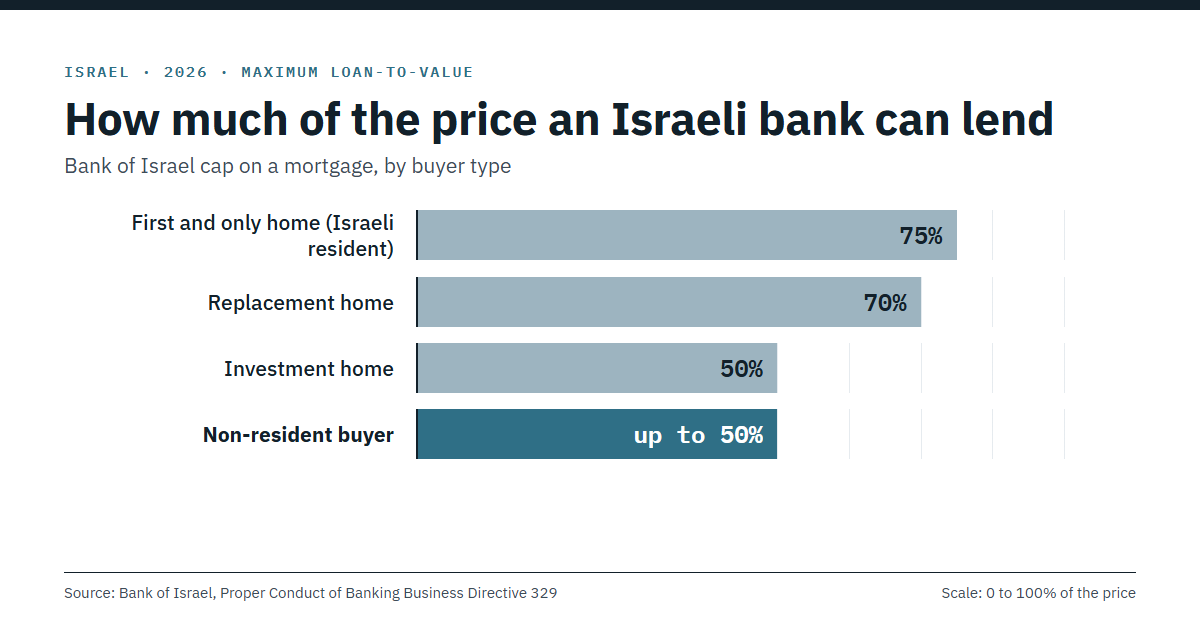 ISRAEL · 2026 · MAXIMUM LOAN-TO-VALUE
How much of the price an Israeli bank can lend
Bank of Israel cap on a mortgage, by buyer type
First and only home (Israeli
resident)
75%
Replacement home
70%
Investment home
50%
Non-resident buyer
up to 50%
Source: Bank of Israel, Proper Conduct of Banking Business Directive 329
Scale: 0 to 100% of the price